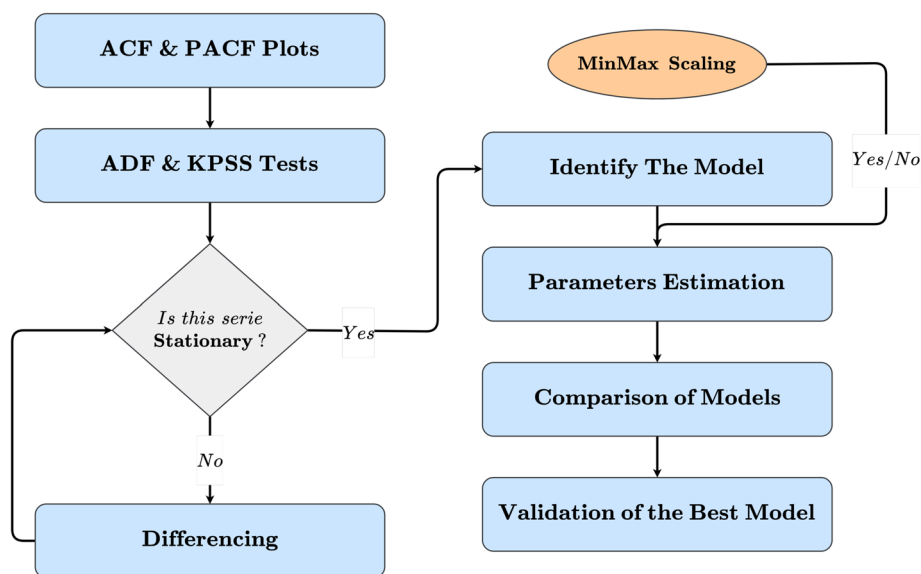 ACF & PACF Plots
ADF & KPSS Tests
Is this serie
Stationary ?
Yes
No
Differencing
MinMax Scaling
Yes/No
Identify The Model
Parameters Estimation
Comparison of Models
Validation of the Best Model